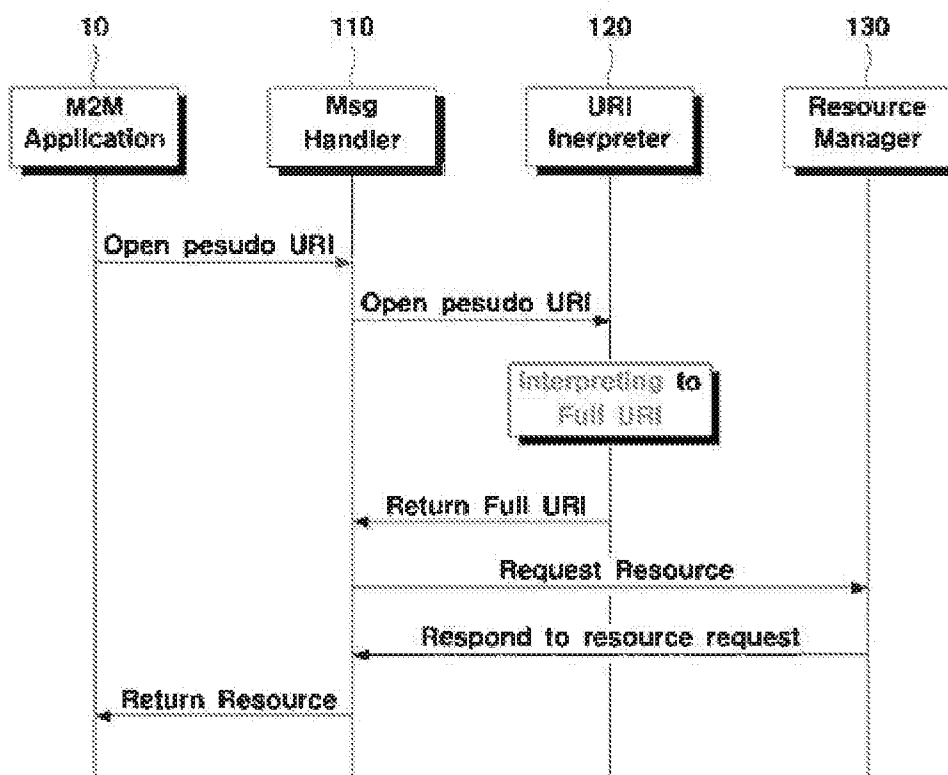 10 110 120 130
M2M
Application
Msg
Handler
URI
Inerpreter
Resource
Manager
Open pesudo URI
Open pesudo URI
Interpreting to
Full URI
Return Full URI
Request Resource
Respond to resource request
Return Resource